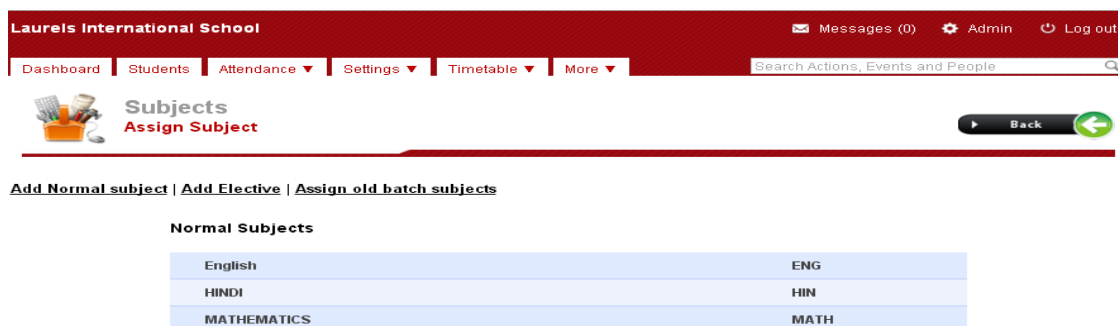 Laurels International School Messages (0) Admin Log out
Dashboard Students Attendance ▼ Settings ▼ Timetable ▼ More ▼ Search Actions, Events and People
Subjects
Assign Subject
Back
Add Normal subject | Add Elective | Assign old batch subjects
Normal Subjects
English ENG
HINDI HIN
MATHEMATICS MATH